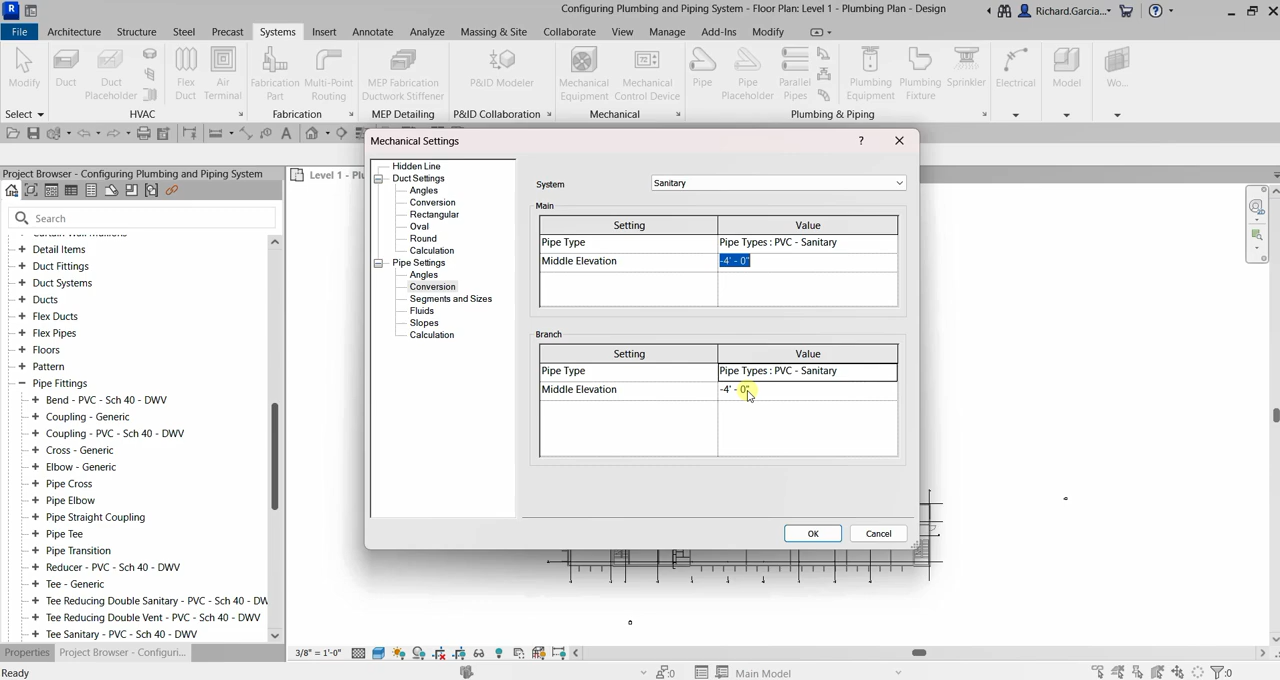 Configuring Plumbing and Piping System - Floor Plan: Level 1 - Plumbing Plan - Design
Richard.Garcia...
File Architecture Structure Steel Precast Systems Insert Annotate Analyze Massing & Site Collaborate View Manage Add-Ins Modify
Modify Duct Duct Placeholder Flex Duct Air Terminal Fabrication Part Multi-Point Routing MEP Fabrication Ductwork Stiffener P&ID Modeler Mechanical Equipment Mechanical Control Device Pipe Pipe Placeholder Parallel Pipes Plumbing Equipment Plumbing Fixture Sprinkler Electrical Model Wo...
Select HVAC Fabrication MEP Detailing P&ID Collaboration Mechanical Plumbing & Piping
Project Browser - Configuring Plumbing and Piping System
Search
Detail Items
Duct Fittings
Duct Systems
Ducts
Flex Ducts
Flex Pipes
Floors
Pattern
Pipe Fittings
Bend - PVC - Sch 40 - DWV
Coupling - Generic
Coupling - PVC - Sch 40 - DWV
Cross - Generic
Elbow - Generic
Pipe Cross
Pipe Elbow
Pipe Straight Coupling
Pipe Tee
Pipe Transition
Reducer - PVC - Sch 40 - DWV
Tee - Generic
Tee Reducing Double Sanitary - PVC - Sch 40 - DW
Tee Reducing Double Vent - PVC - Sch 40 - DWV
Tee Sanitary - PVC - Sch 40 - DWV
Properties Project Browser - Configuri...
Level 1 - Plu
Mechanical Settings
Hidden Line
Duct Settings
Angles
Conversion
Rectangular
Oval
Round
Calculation
Pipe Settings
Angles
Conversion
Segments and Sizes
Fluids
Slopes
Calculation
System Sanitary
Main
Setting Value
Pipe Type Pipe Types : PVC - Sanitary
Middle Elevation -4' - 0"
Branch
Setting Value
Pipe Type Pipe Types : PVC - Sanitary
Middle Elevation -4' - 0"
OK Cancel
3/8" = 1'-0"
Ready :0 Main Model :0